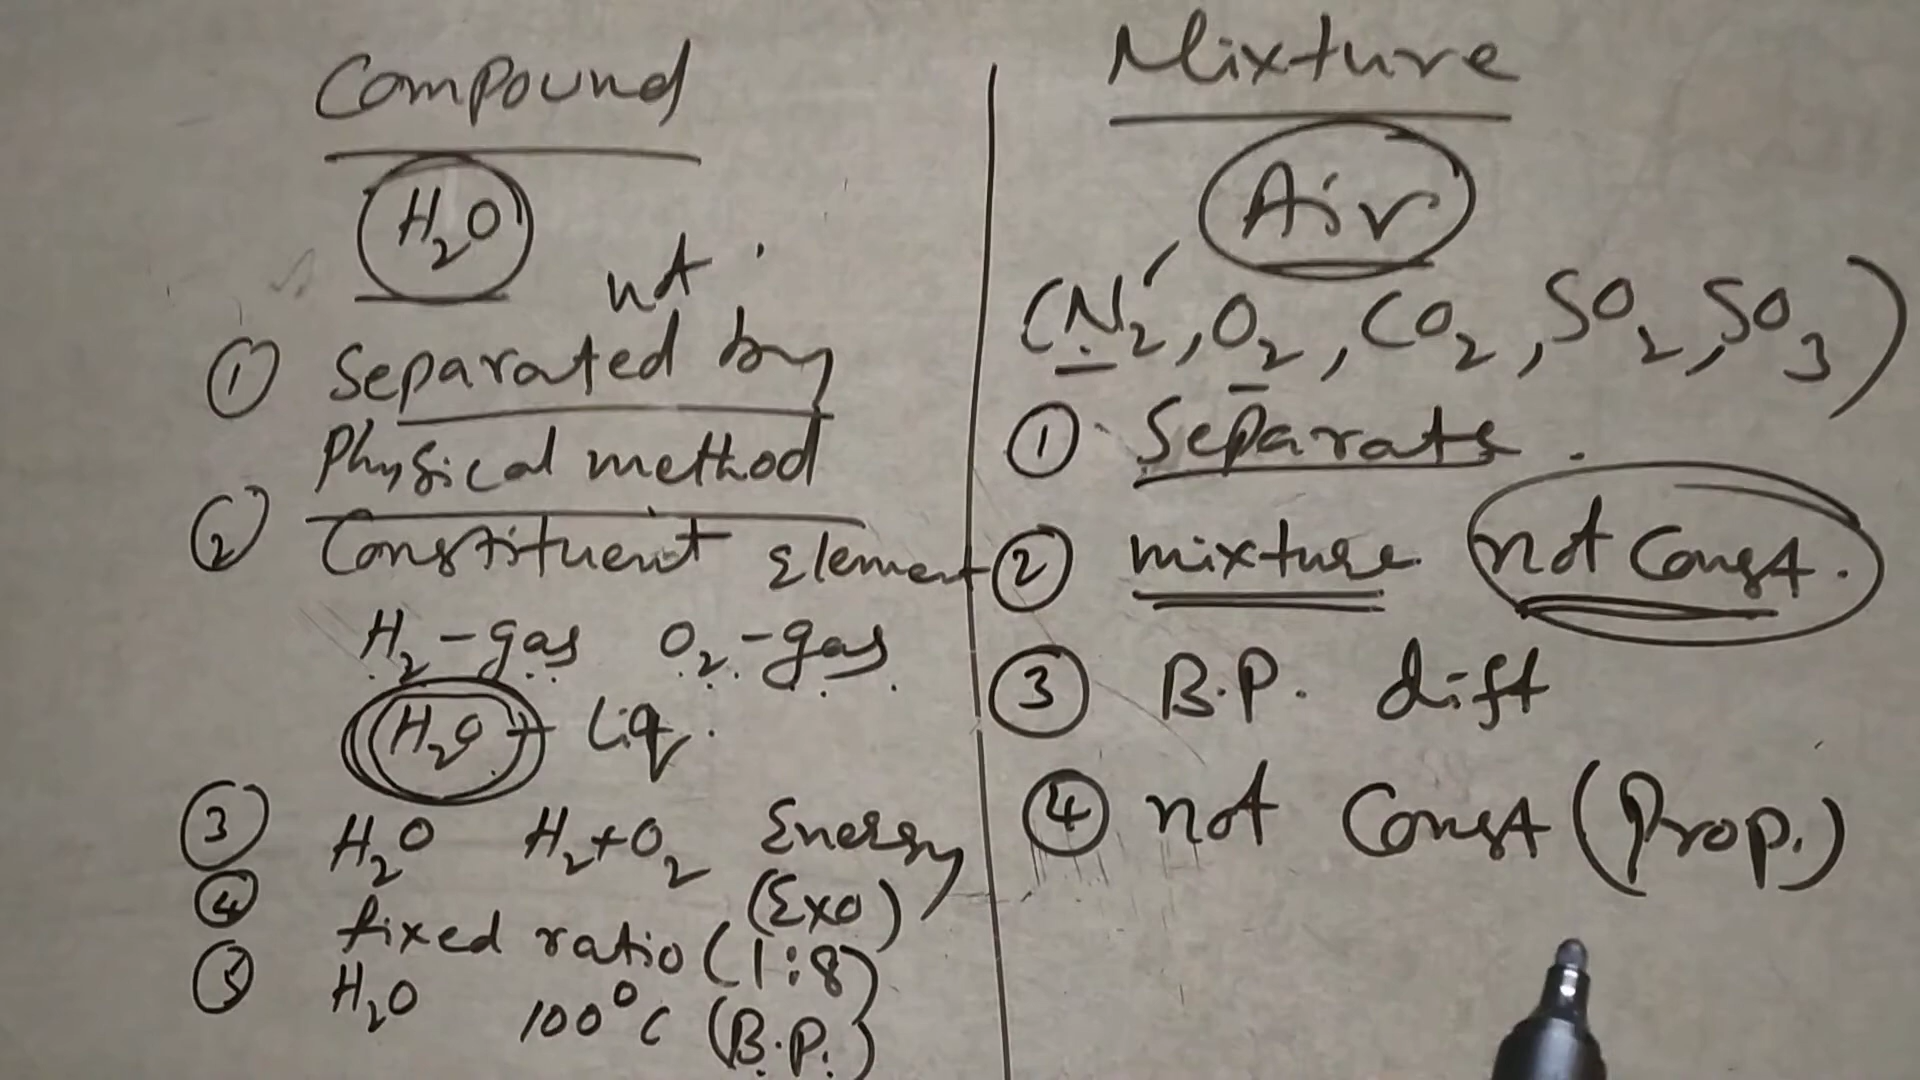 Compound
H₂O
not
① Separated by
Physical method
② Constituent Element
H₂-gas O₂-gas
H₂O - Liq.
③ H₂O H₂+O₂ Energy
(Exo)
④ fixed ratio (1:8)
⑤ H₂O 100°C (B.P.)
Mixture
Air
(N₂, O₂, CO₂, SO₂, SO₃)
① Separate.
② mixture not Const.
③ B.P. diff
④ not Const (Prop.)